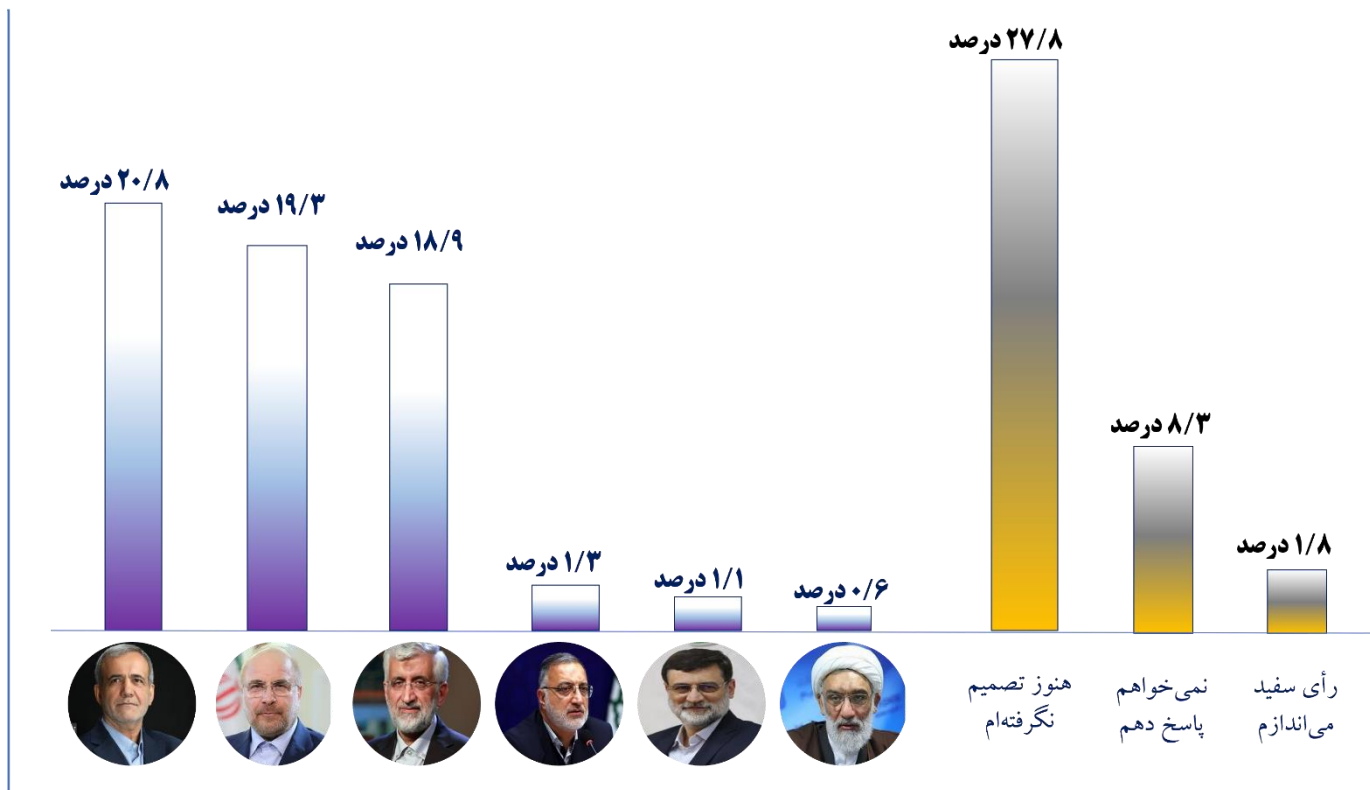 ۲۰/۸ درصد
۱۹/۳ درصد
۱۸/۹ درصد
۱/۳ درصد
۱/۱ درصد
۰/۶ درصد
۲۷/۸ درصد
۸/۳ درصد
۱/۸ درصد
هنوز تصمیم
نگرفته‌ام
نمی‌خواهم
پاسخ دهم
رأی سفید
می‌اندازم